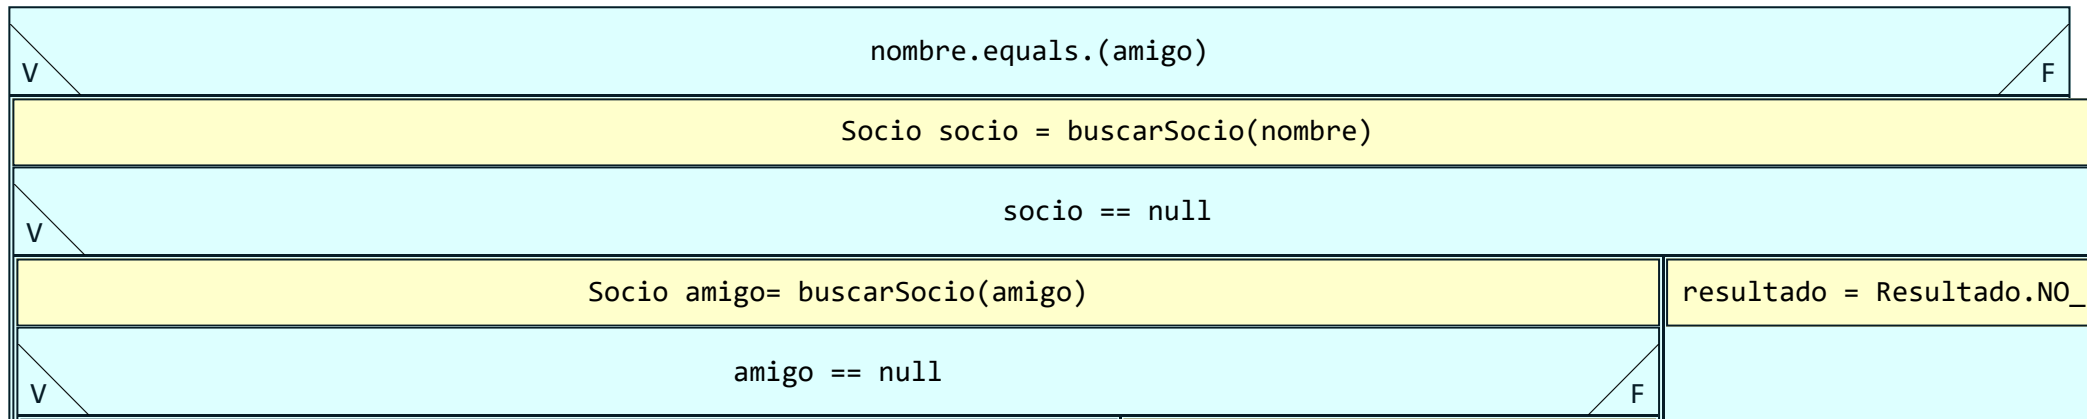 nombre.equals.(amigo)
V
F
Socio socio = buscarSocio(nombre)
socio == null
V
Socio amigo= buscarSocio(amigo)
resultado = Resultado.NO_
amigo == null
V
F